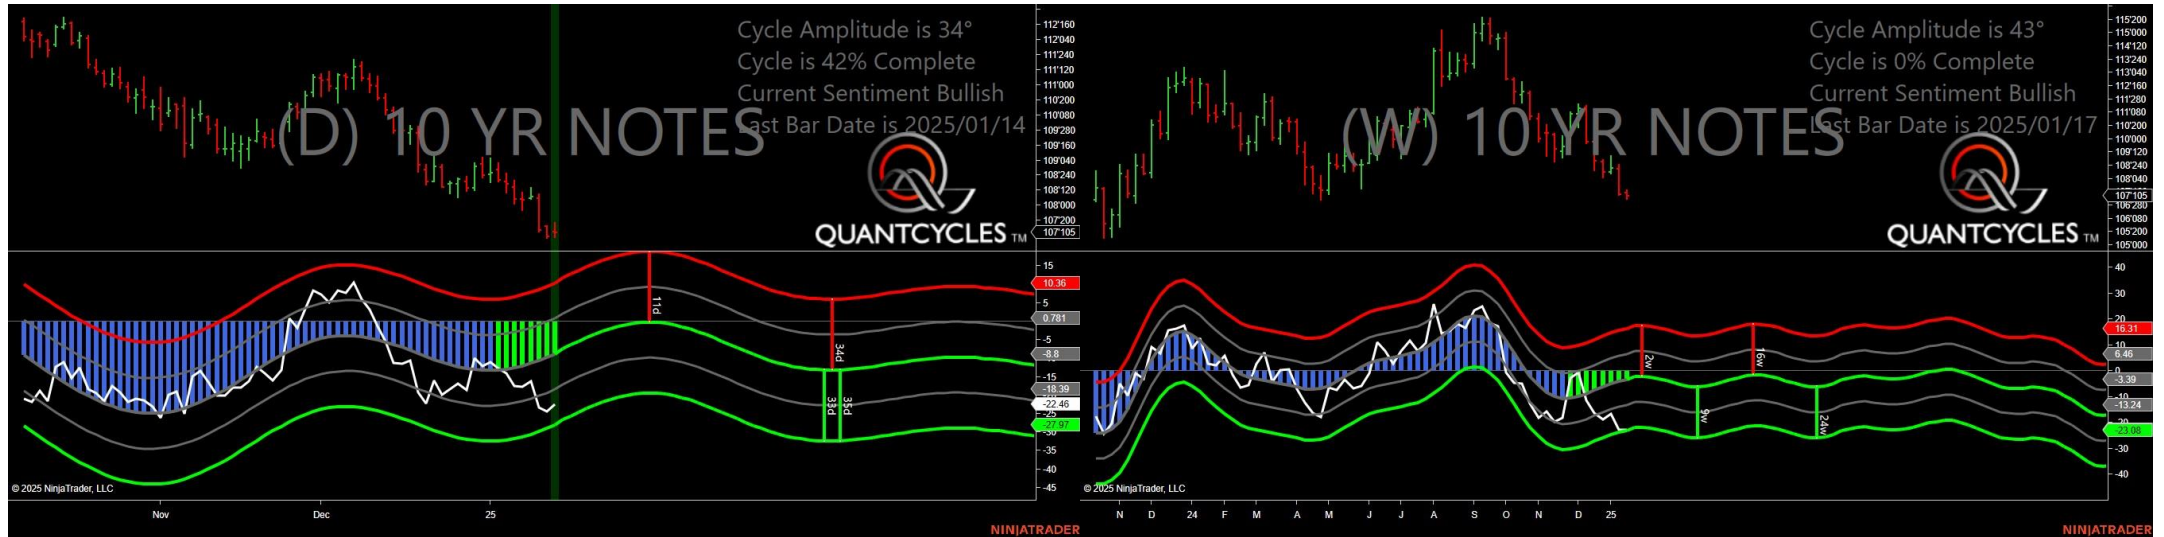 Cycle Amplitude is 34°
Cycle is 42% Complete
Current Sentiment Bullish
Last Bar Date is 2025/01/14
(D) 10 YR NOTES
QUANTCYCLES TM
112'160
112'040
111'240
111'120
111'000
110'200
110'080
109'280
109'160
109'040
108'240
108'120
108'000
107'200
107'105
15
10.36
5
0.781
-5
-8.8
-15
-18.39
-22.46
-25
-27.97
-30
-35
-40
-45
11d
34d
33d
35d
© 2025 NinjaTrader, LLC
Nov
Dec
25
NINJATRADER
Cycle Amplitude is 43°
Cycle is 0% Complete
Current Sentiment Bullish
Last Bar Date is 2025/01/17
(W) 10 YR NOTES
QUANTCYCLES TM
115'200
115'000
114'120
113'240
113'040
112'160
111'280
111'080
110'200
110'000
109'120
108'240
108'040
107'105
106'280
106'080
105'200
105'000
40
30
20
16.31
10
6.46
0
-3.39
-10
-13.24
-23.08
-30
-40
2w
16w
9w
24w
© 2025 NinjaTrader, LLC
N
D
24
F
M
A
M
J
J
A
S
O
N
D
25
NINJATRADER